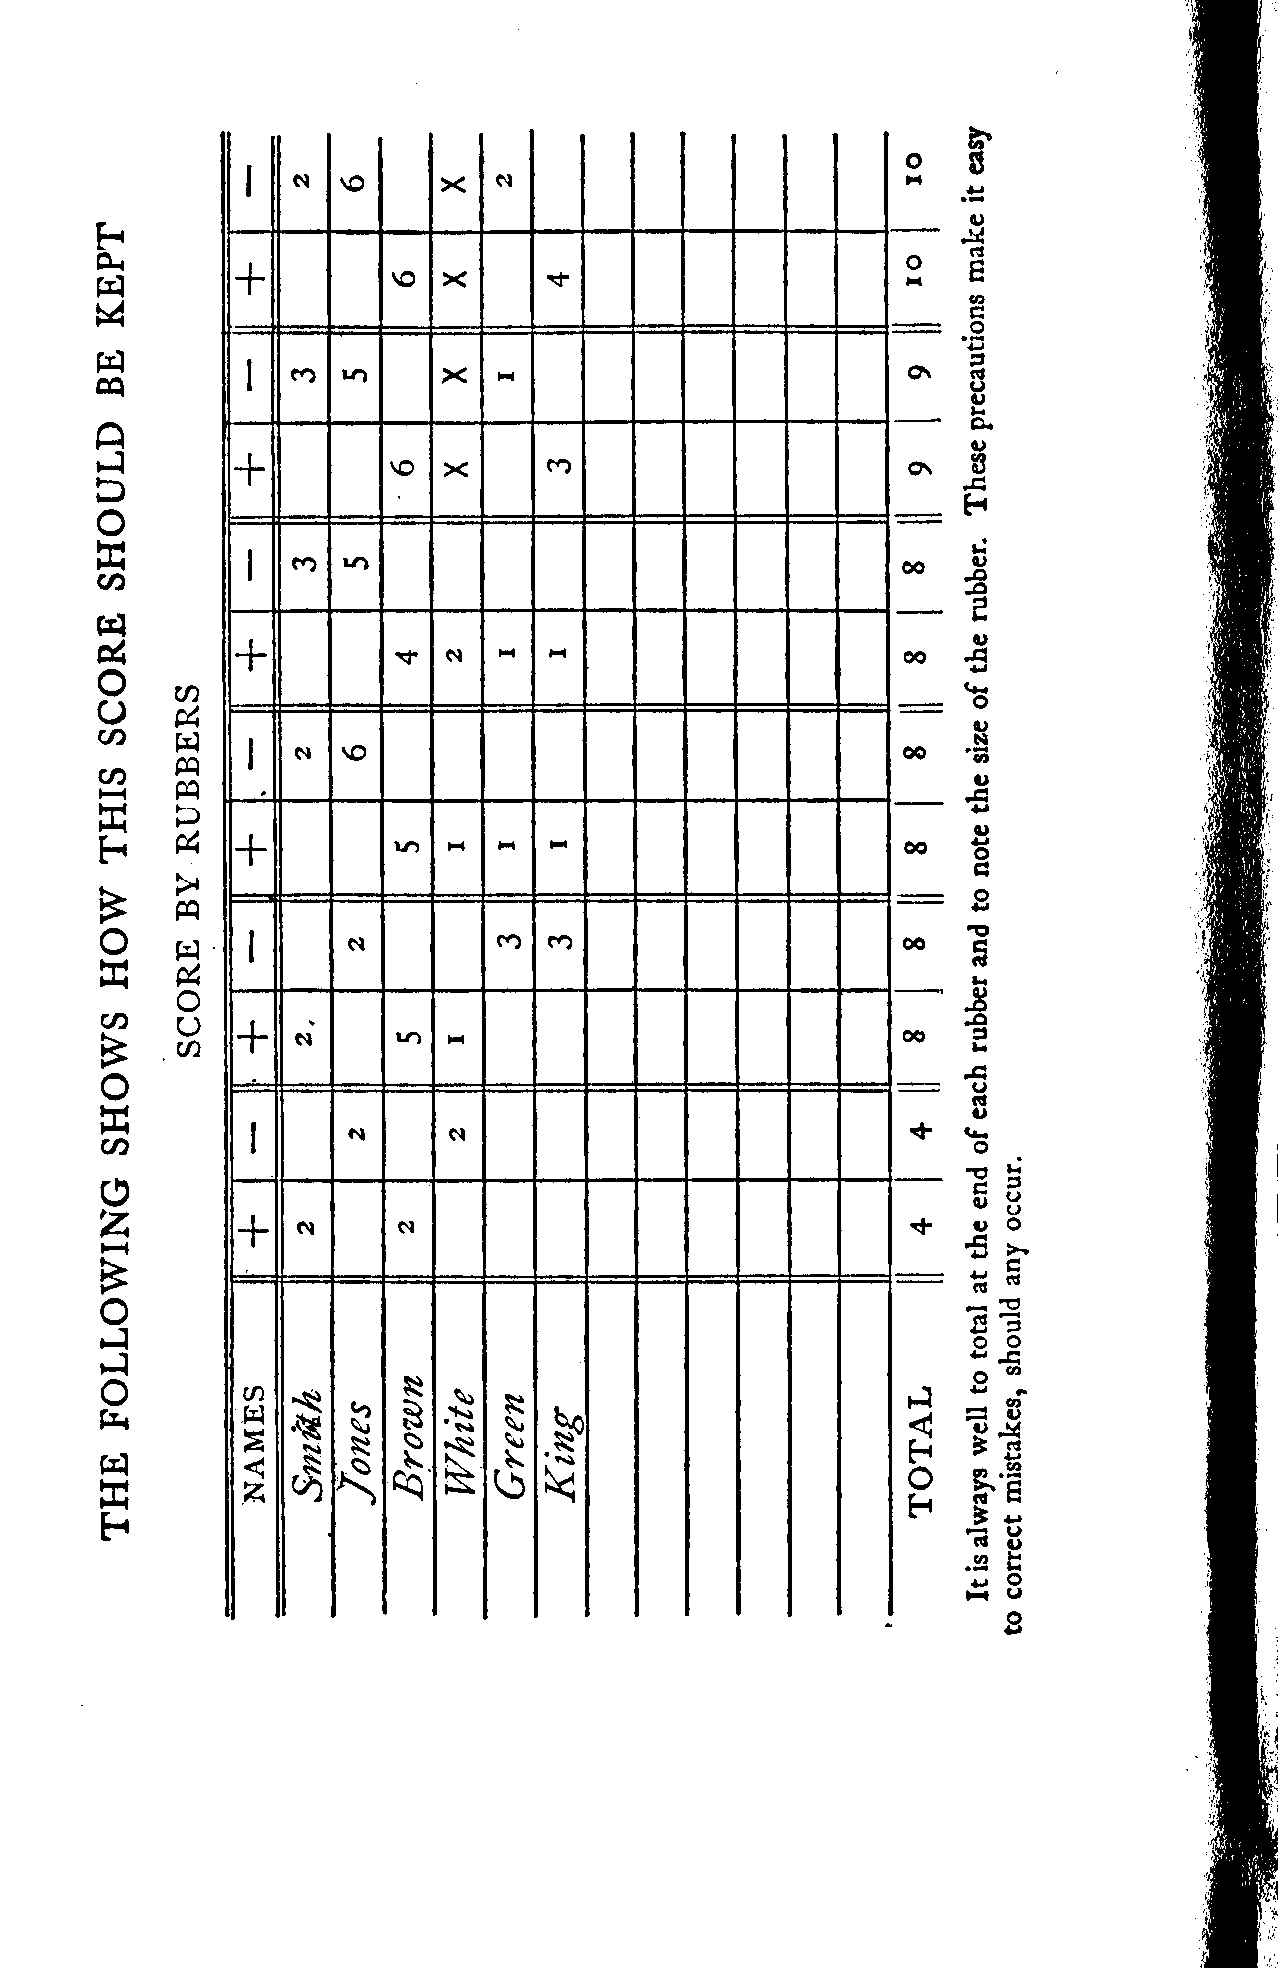 THE FOLLOWING SHOWS HOW THIS SCORE SHOULD BE KEPT
SCORE BY RUBBERS
NAMES + − + − + − + − + − + −
Smith 2 2 2 3 3 2
Jones 2 2 6 5 5 6
Brown 2 5 5 4 6 6
White 2 1 1 2 X X X X
Green 3 1 1 1 2
King 3 1 1 3 4
TOTAL 4 4 8 8 8 8 8 8 9 9 10 10
It is always well to total at the end of each rubber and to note the size of the rubber. These precautions make it easy
to correct mistakes, should any occur.